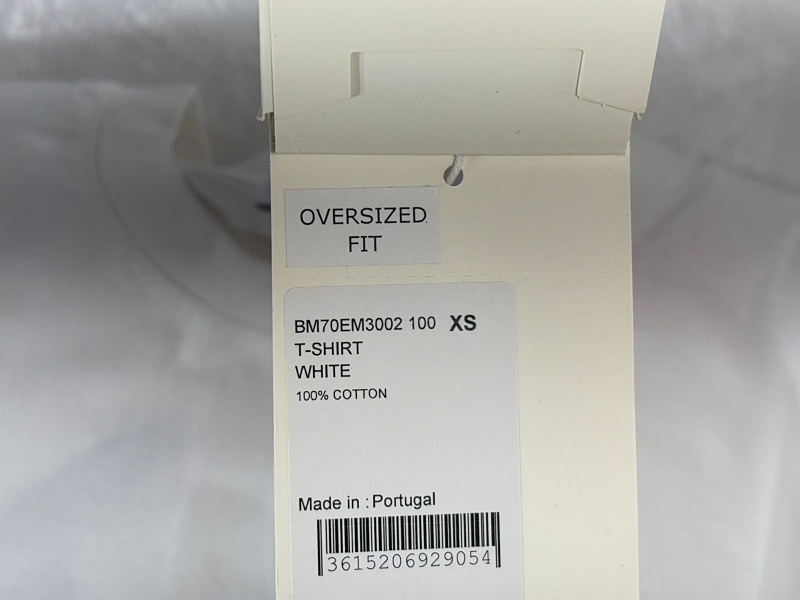 OVERSIZED
FIT
BM70EM3002 100 XS
T-SHIRT
WHITE
100% COTTON
Made in : Portugal
3615206929054